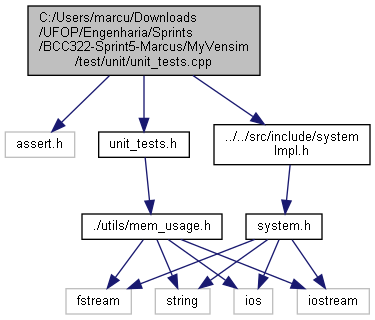 C:/Users/marcu/Downloads
/UFOP/Engenharia/Sprints
/BCC322-Sprint5-Marcus/MyVensim
/test/unit/unit_tests.cpp
assert.h
unit_tests.h
../../src/include/system
Impl.h
./utils/mem_usage.h
system.h
fstream
string
ios
iostream